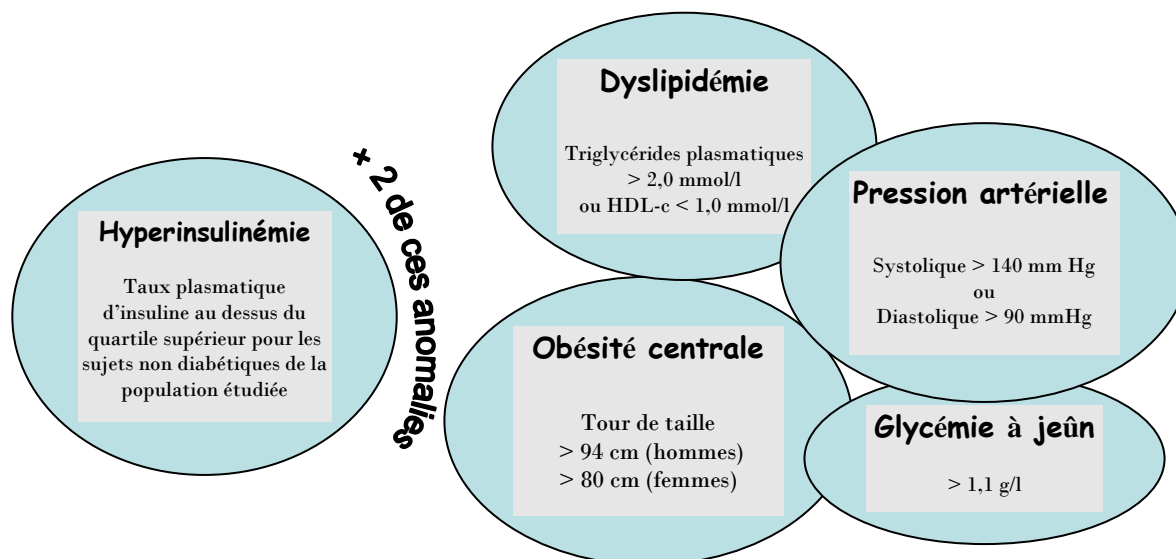 Hyperinsulinémie
Taux plasmatique
d’insuline au dessus du
quartile supérieur pour les
sujets non diabétiques de la
population étudiée
+ 2 de ces anomalies
Dyslipidémie
Triglycérides plasmatiques
> 2,0 mmol/l
ou HDL-c < 1,0 mmol/l
Pression artérielle
Systolique > 140 mm Hg
ou
Diastolique > 90 mmHg
Obésité centrale
Tour de taille
> 94 cm (hommes)
> 80 cm (femmes)
Glycémie à jeûn
> 1,1 g/l